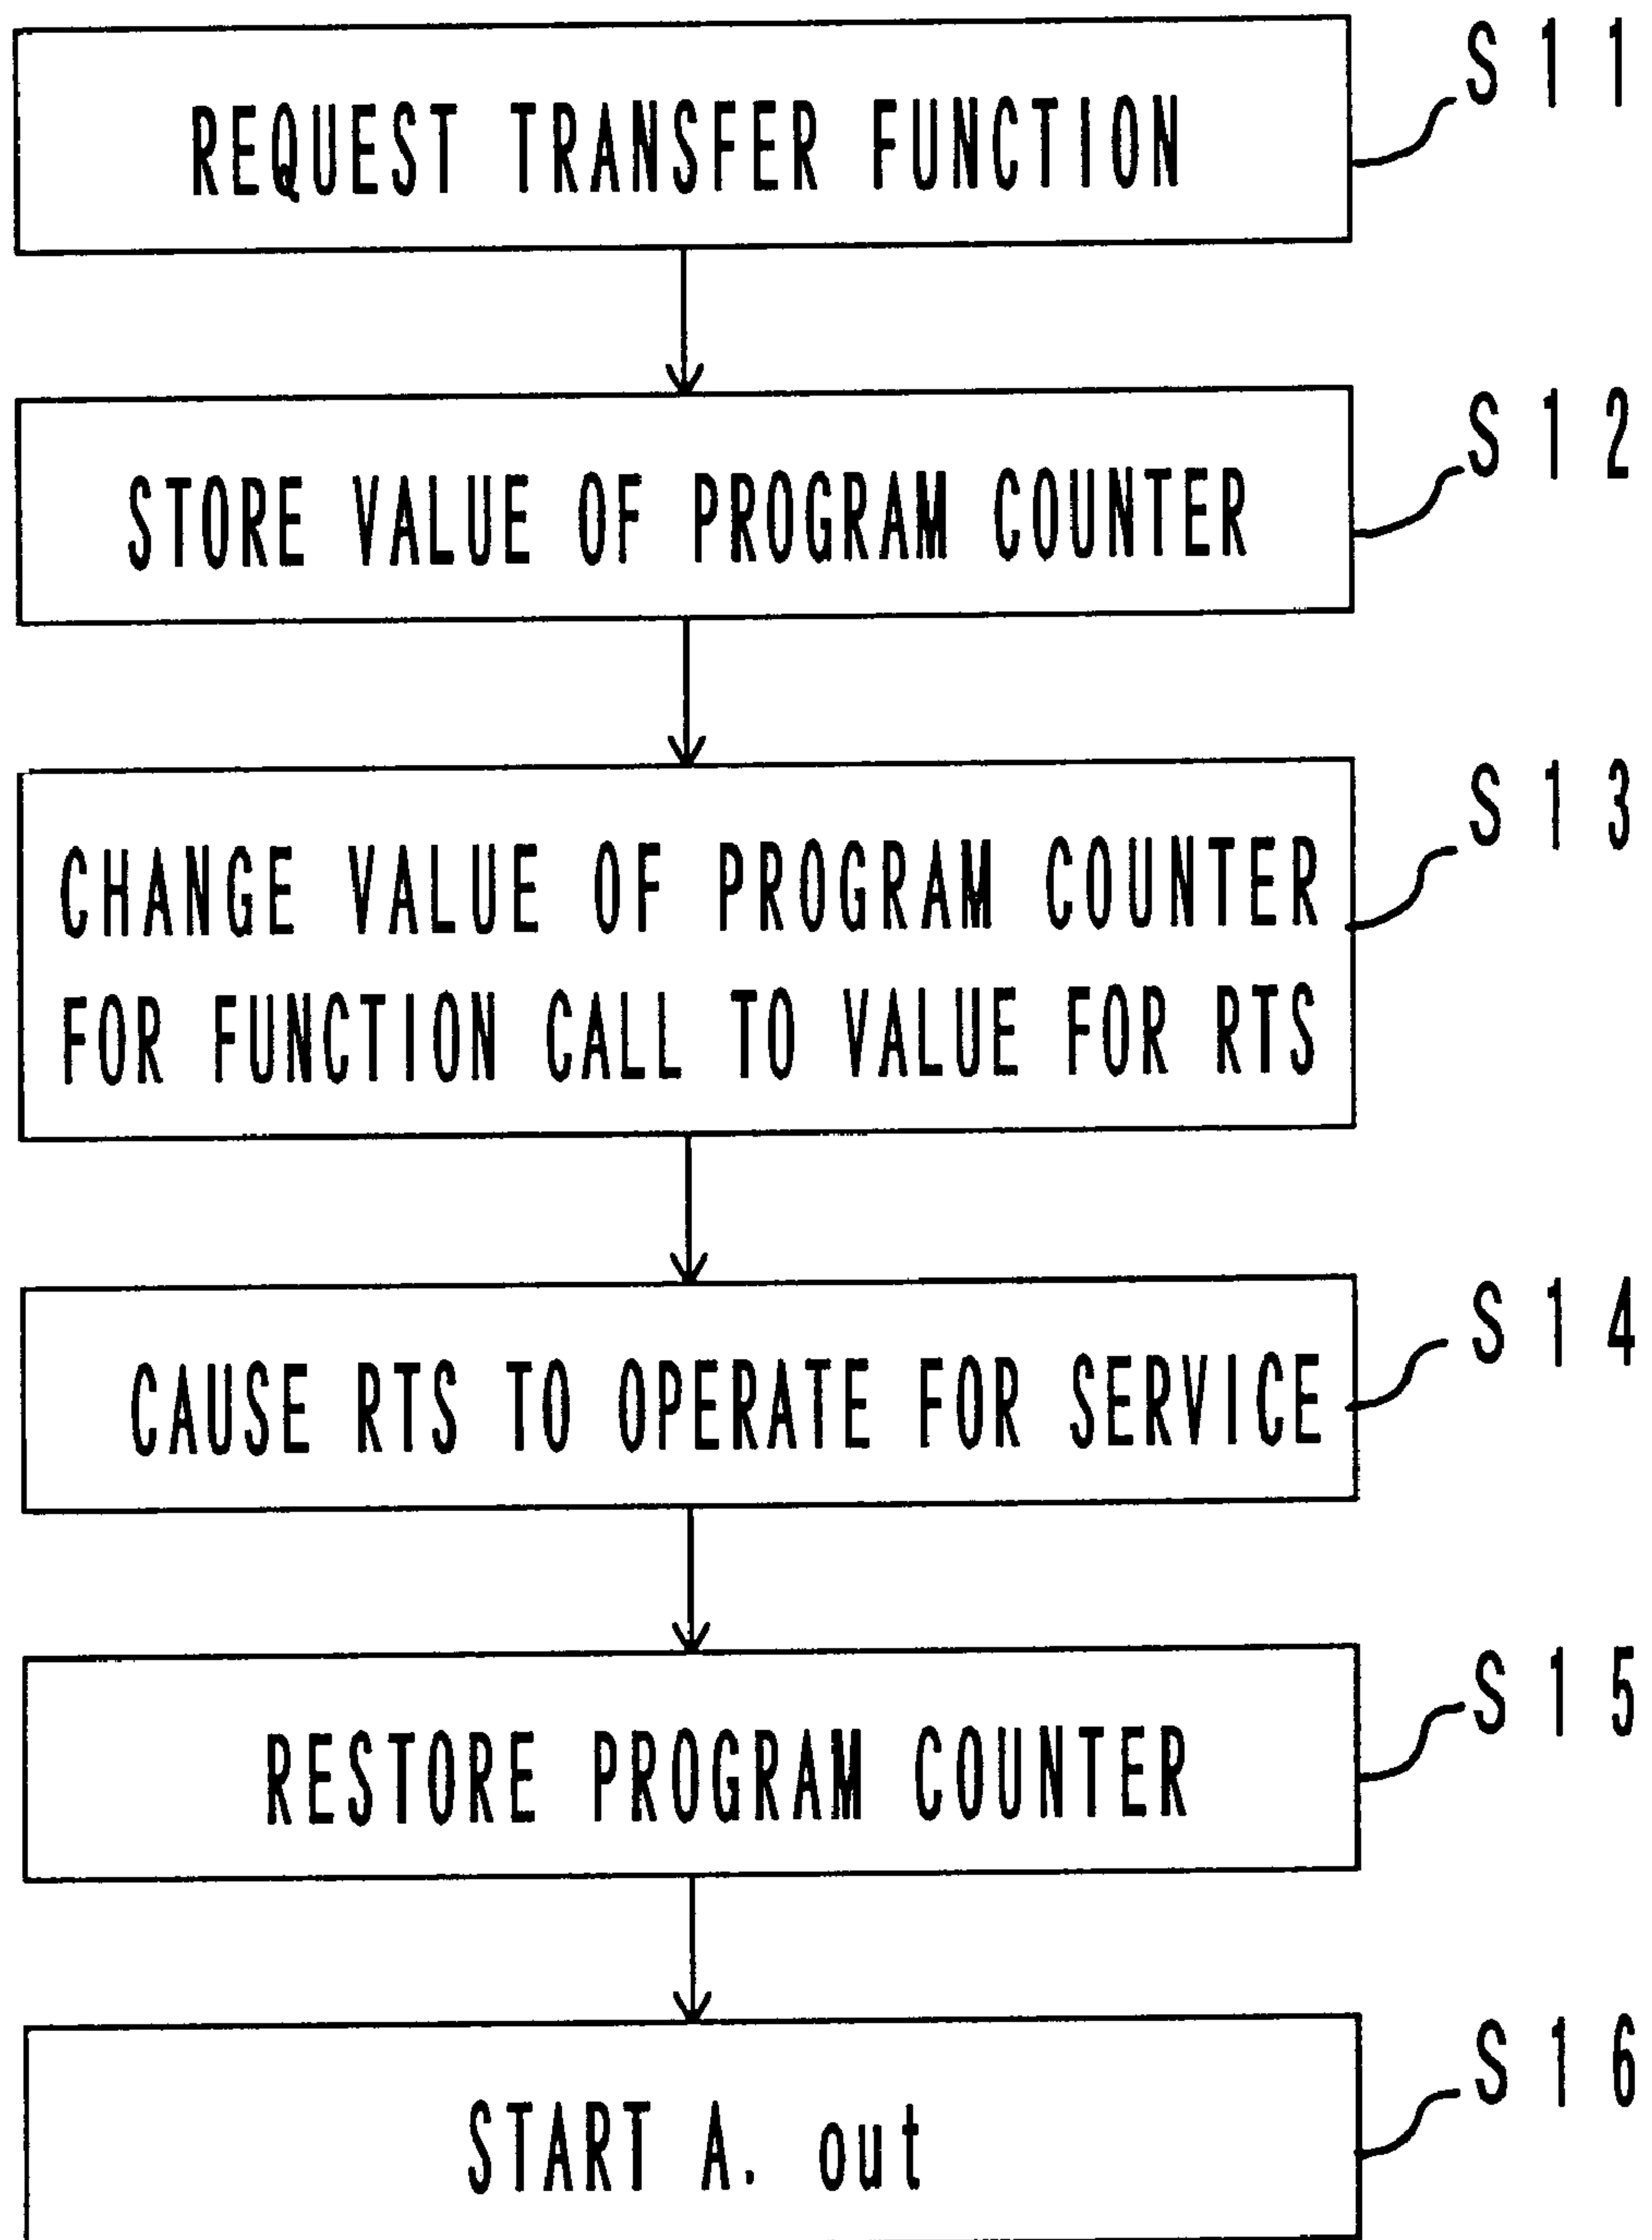 REQUEST TRANSFER FUNCTION
S11
STORE VALUE OF PROGRAM COUNTER
S12
CHANGE VALUE OF PROGRAM COUNTER
FOR FUNCTION CALL TO VALUE FOR RTS
S13
CAUSE RTS TO OPERATE FOR SERVICE
S14
RESTORE PROGRAM COUNTER
S15
START A. out
S16